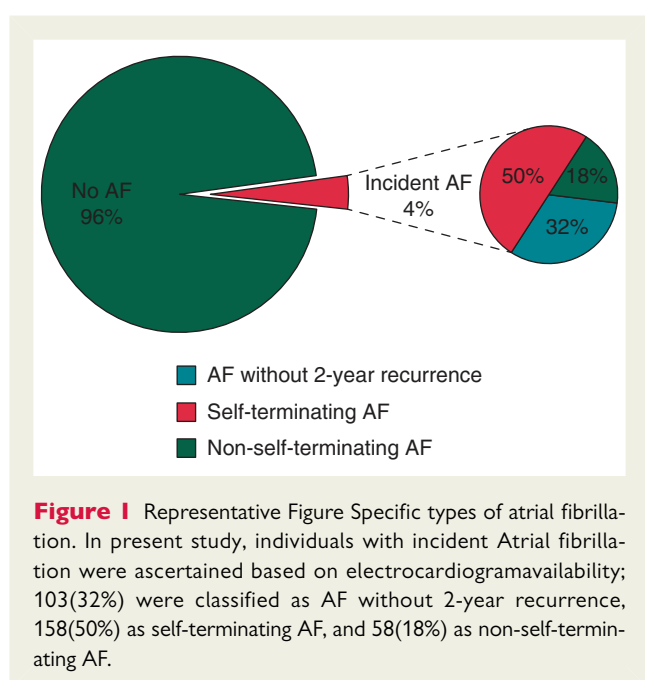 No AF
96%
Incident AF
4%
50%
18%
32%
AF without 2-year recurrence
Self-terminating AF
Non-self-terminating AF
Figure 1 Representative Figure Specific types of atrial fibrilla-
tion. In present study, individuals with incident Atrial fibrilla-
tion were ascertained based on electrocardiogramavailability;
103(32%) were classified as AF without 2-year recurrence,
158(50%) as self-terminating AF, and 58(18%) as non-self-termin-
ating AF.